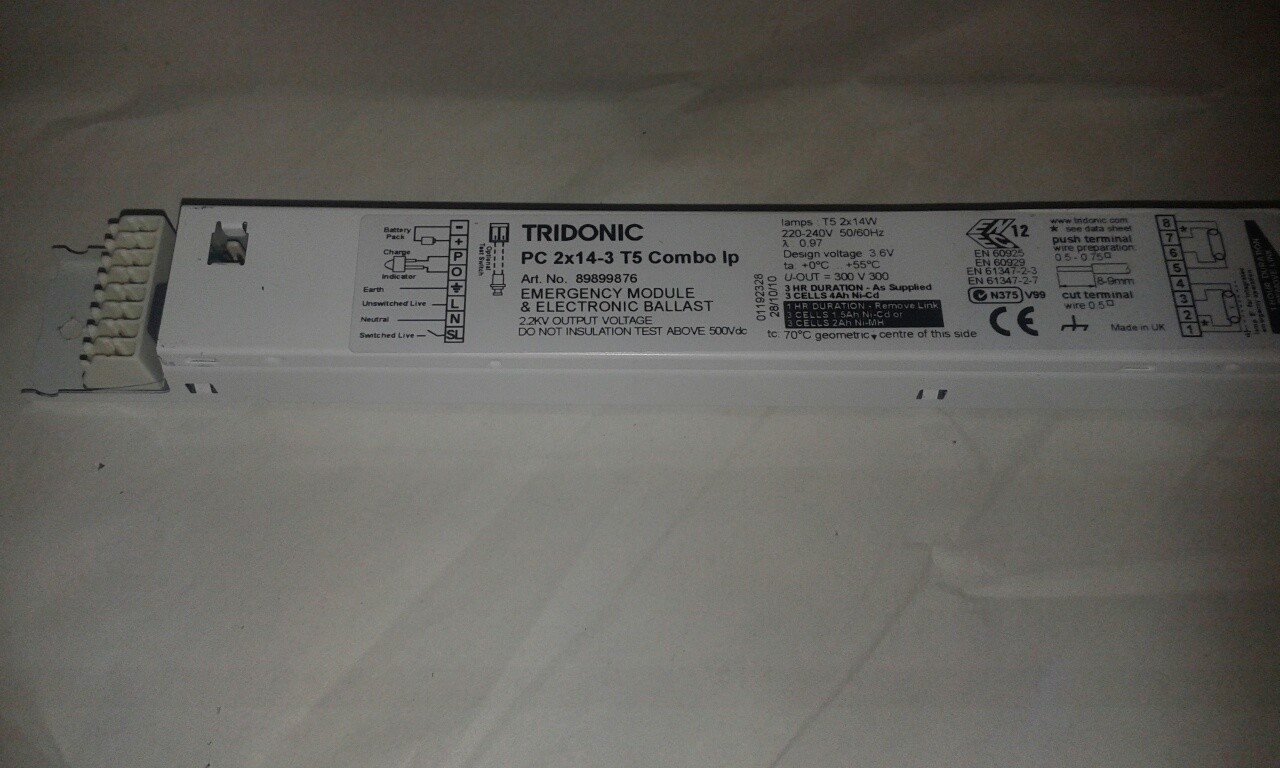 Battery
Pack
Charge
Indicator
Earth
Unswitched Live
Neutral
Switched Live
-
+
P
O
L
N
SL
Optional
Test Switch
TRIDONIC
PC 2x14-3 T5 Combo lp
Art. No. 89899876
EMERGENCY MODULE
& ELECTRONIC BALLAST
2.2KV OUTPUT VOLTAGE
DO NOT INSULATION TEST ABOVE 500Vdc
01192328
28/10/10
lamps T5 2x14W
220-240V 50/60Hz
λ 0.97
Design voltage 3.6V
ta +0°C ... +55°C
U-OUT = 300 V 300
3 HR DURATION - As Supplied
3 CELLS 4Ah Ni-Cd
1 HR DURATION - Remove Link
3 CELLS 1.5Ah Ni-Cd or
3 CELLS 2Ah Ni-MH
tc: 70°C geometric centre of this side
12
EN 60925
EN 60929
EN 61347-2-3
EN 61347-2-7
N375 V99
CE
www.tridonic.com
* see data sheet
push terminal
wire preparation
0.5 - 0.75
8-9mm
cut terminal
wire 0.5
Made in UK
8
7
6
5
4
3
2
1
*
*